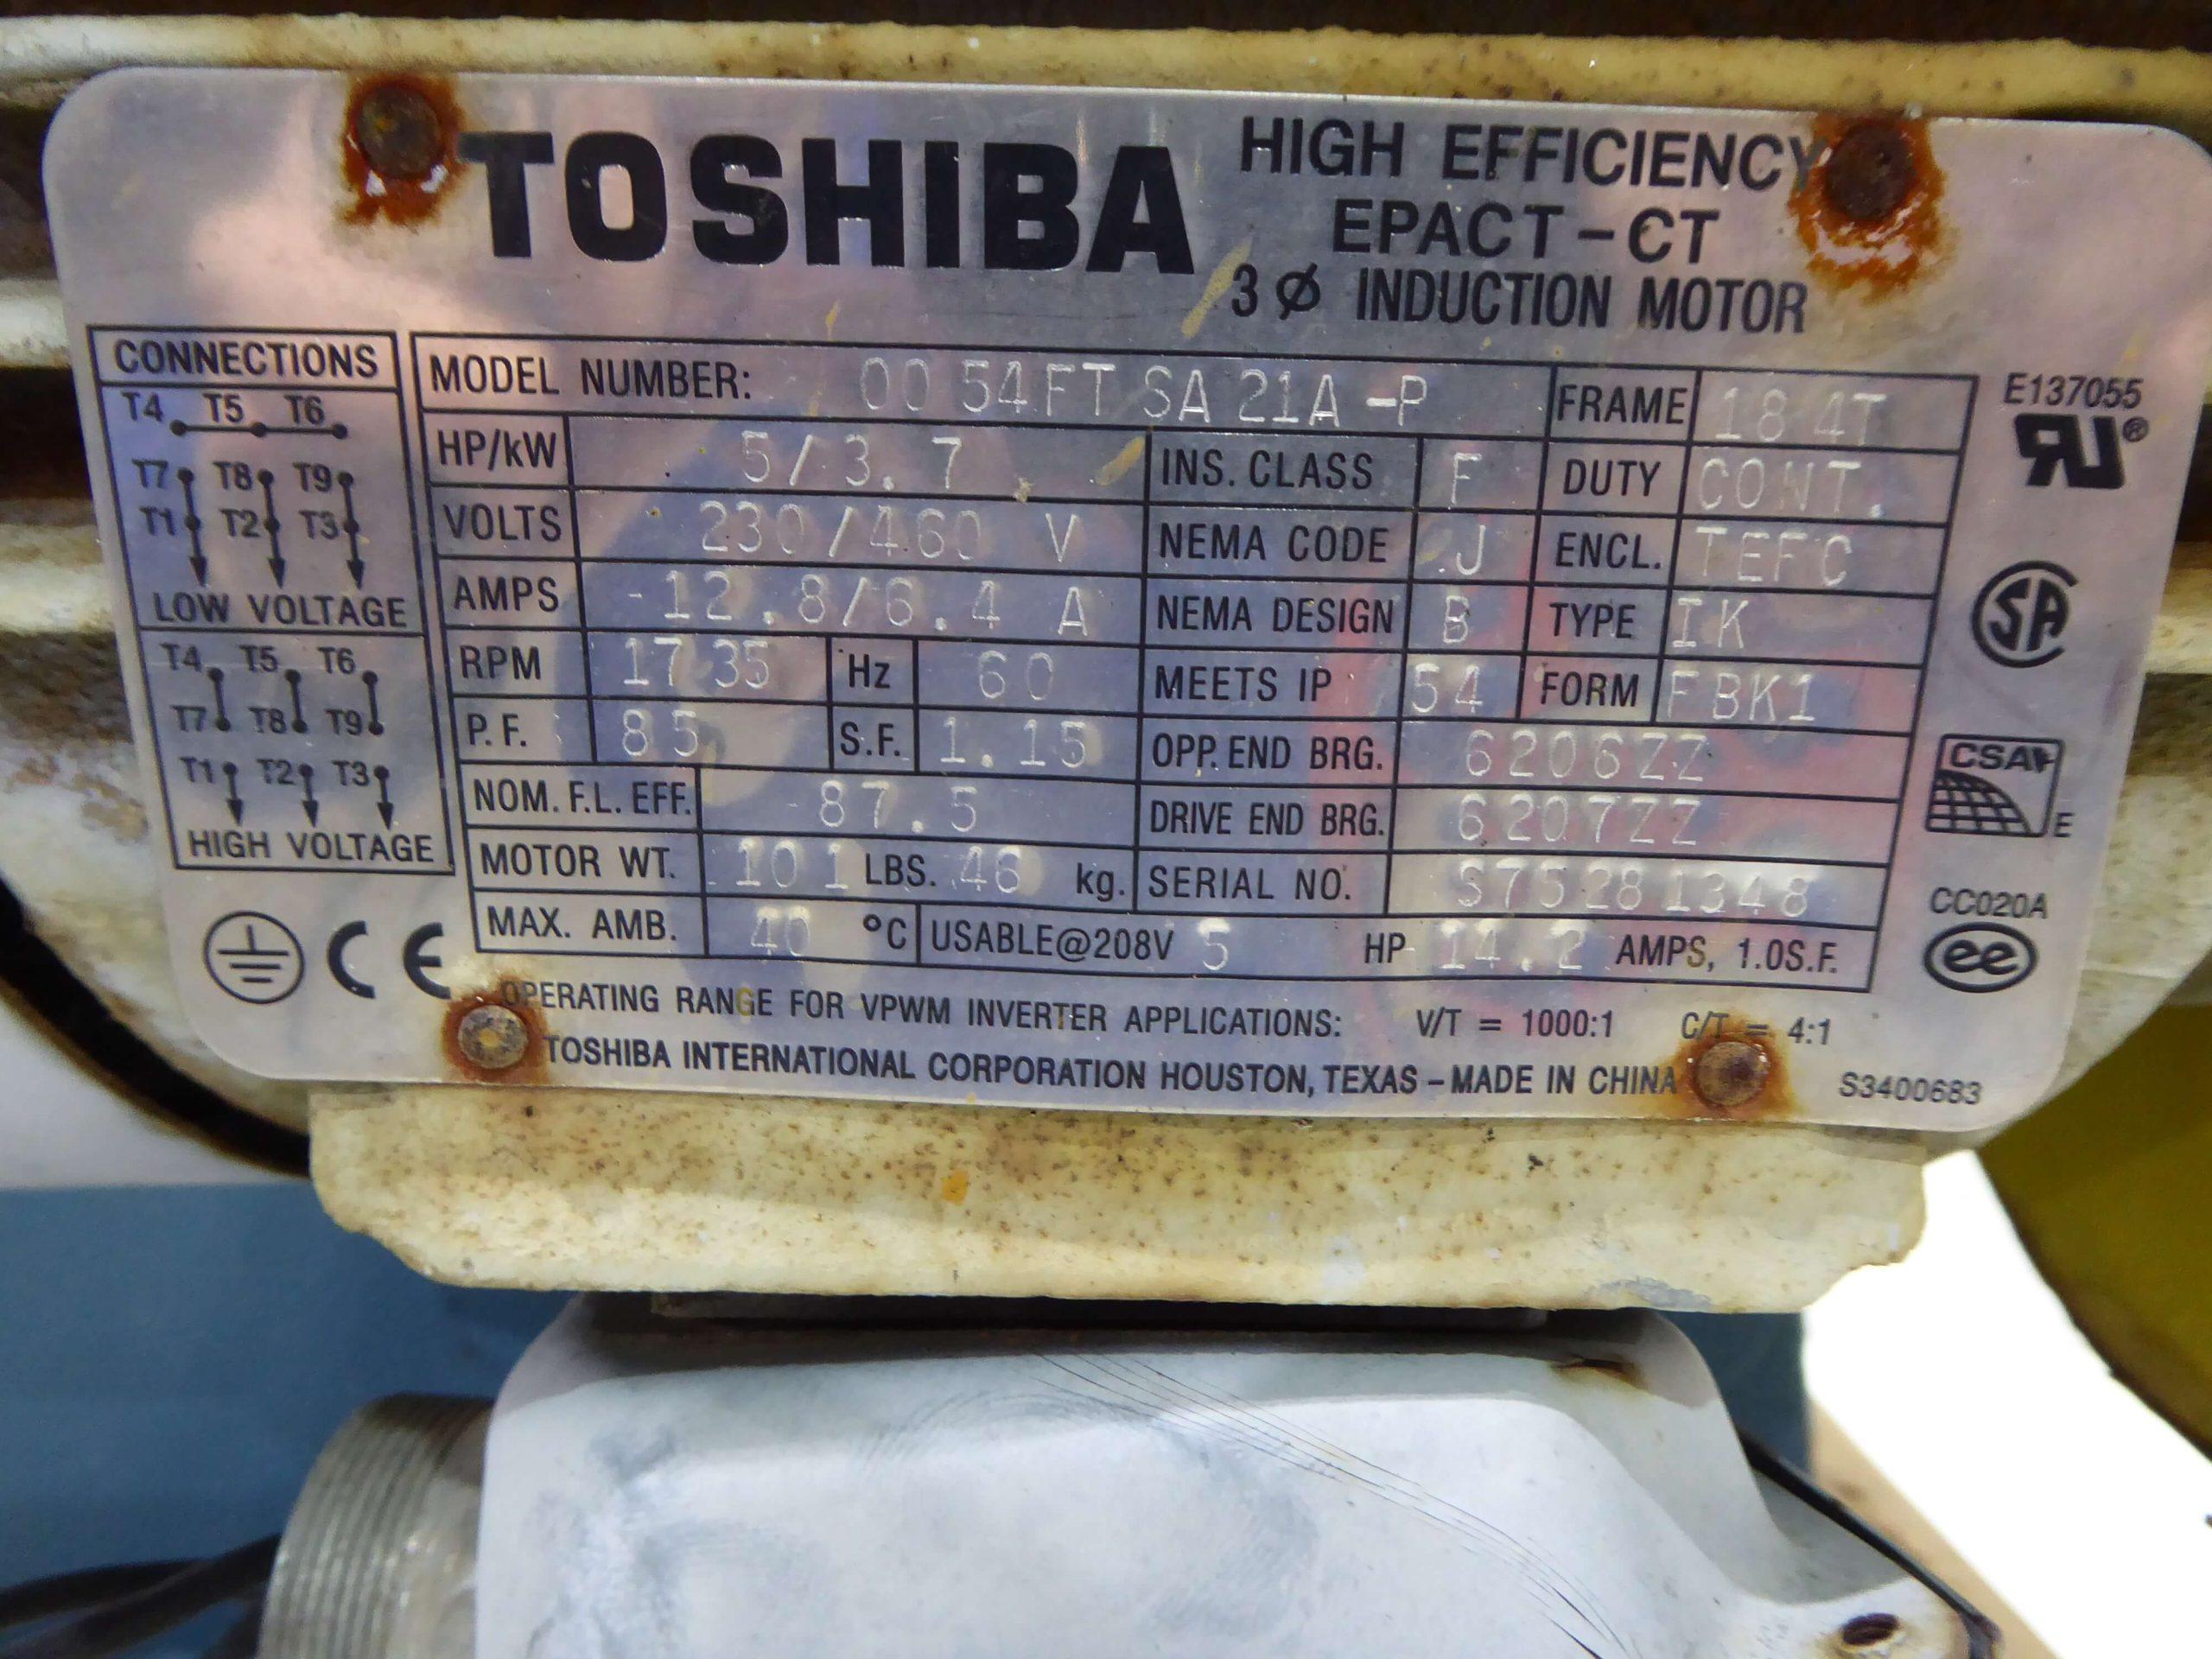 TOSHIBA
HIGH EFFICIENCY
EPACT-CT
3 Ø INDUCTION MOTOR
CONNECTIONS
T4 T5 T6
T7 T8 T9
T1 T2 T3
LOW VOLTAGE
T4 T5 T6
T7 T8 T9
T1 T2 T3
HIGH VOLTAGE
MODEL NUMBER: 0054FTSA21A-P FRAME 184T
HP/kW 5/3.7 INS. CLASS F DUTY CONT.
VOLTS 230/460 V NEMA CODE J ENCL. TEFC
AMPS 12.8/6.4 A NEMA DESIGN B TYPE IK
RPM 1735 Hz 60 MEETS IP 54 FORM FBK1
P.F. 85 S.F. 1.15 OPP. END BRG. 6206ZZ
NOM. F.L. EFF. 87.5 DRIVE END BRG. 6207ZZ
MOTOR WT. 101 LBS. 46 kg. SERIAL NO. S75281348
MAX. AMB. 40 °C USABLE@208V 5 HP 14.2 AMPS, 1.0S.F.
OPERATING RANGE FOR VPWM INVERTER APPLICATIONS: V/T = 1000:1 C/T = 4:1
TOSHIBA INTERNATIONAL CORPORATION HOUSTON, TEXAS – MADE IN CHINA
S3400683
E137055
RU®
SA
CSA
E
CC020A
ee
CE